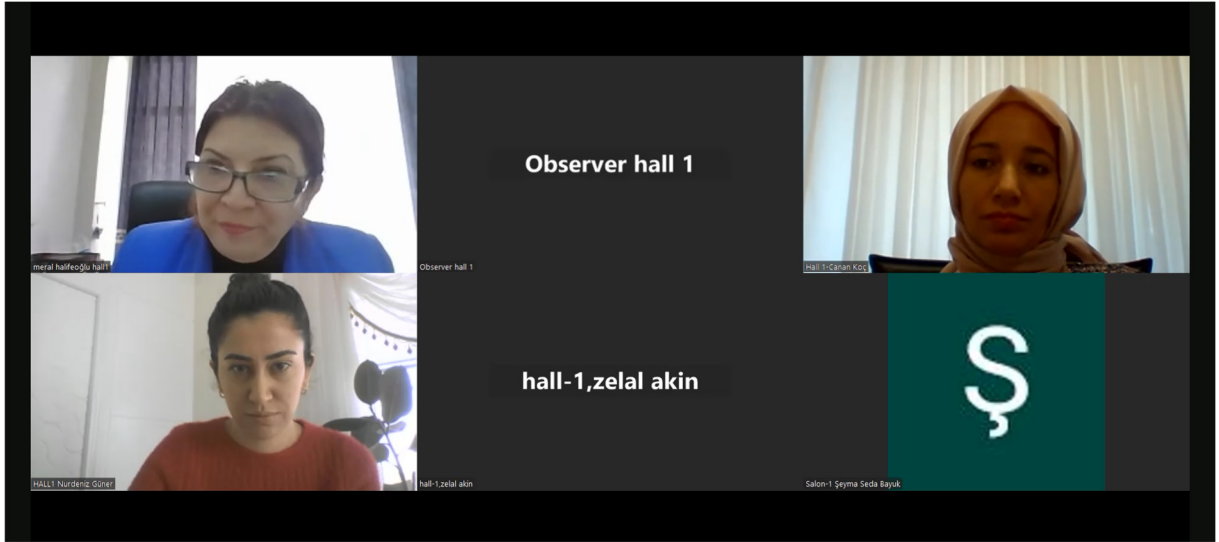 meral halifeoğlu hall1
Observer hall 1
Observer hall 1
Hall 1-Canan Koç
HALL1 Nurdeniz Güner
hall-1,zelal akin
hall-1,zelal akin
Ş
Salon-1 Şeyma Seda Bayuk